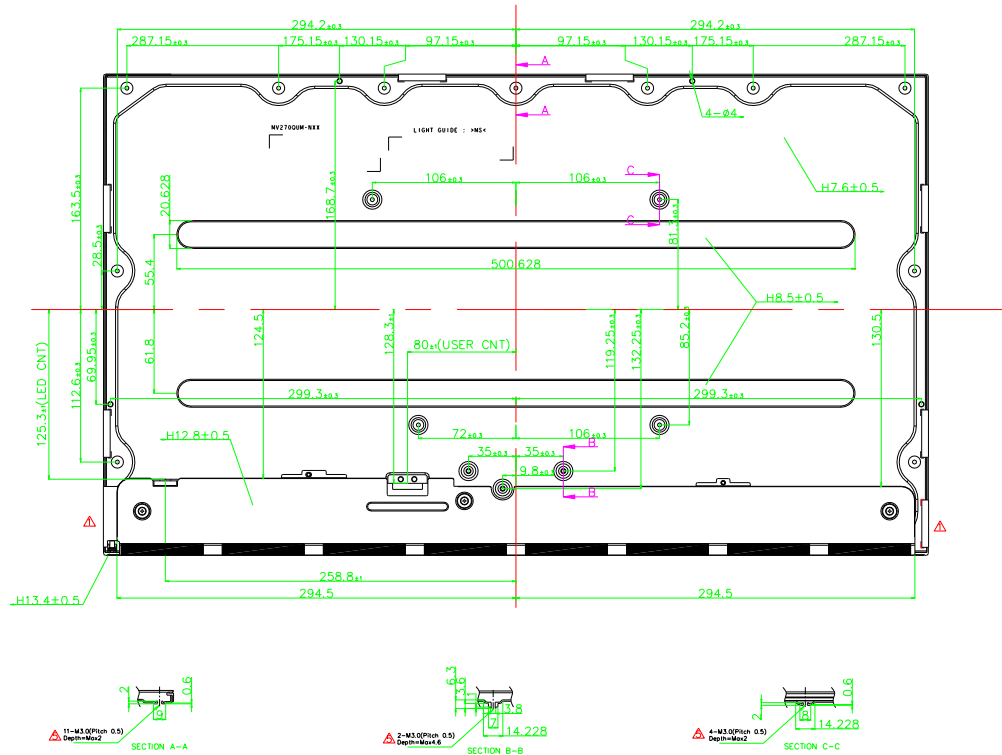 294.2±0.3 294.2±0.3
287.15±0.3 175.15±0.3 130.15±0.3 97.15±0.3 97.15±0.3 130.15±0.3 175.15±0.3 287.15±0.3
A
A
4-ø4
MV270QUM-NXX
LIGHT GUIDE : >MS<
C
106±0.3 106±0.3
H7.6±0.5
163.5±0.3
20.628
168.7±0.3
C
28.5±0.3
55.4
500.628
H8.5±0.5
125.3±1(LED CNT)
112.6±0.3
69.95±0.3
61.8
124.5
128.3±1
80±1(USER CNT)
119.25±0.3
132.25±0.3
85.2±0.3
130.5
299.3±0.3 299.3±0.3
H12.8±0.5
72±0.3 106±0.3
B
35±0.3 35±0.3
9.8±0.3
B
258.8±1
H13.4±0.5
294.5 294.5
2
0.6
9
11-M3.0(Pitch 0.5)
Depth=Max2
SECTION A-A
6.3
3.6
1
3.8
7
14.228
2-M3.0(Pitch 0.5)
Depth=Max4.6
SECTION B-B
2
0.6
8
14.228
4-M3.0(Pitch 0.5)
Depth=Max2
SECTION C-C